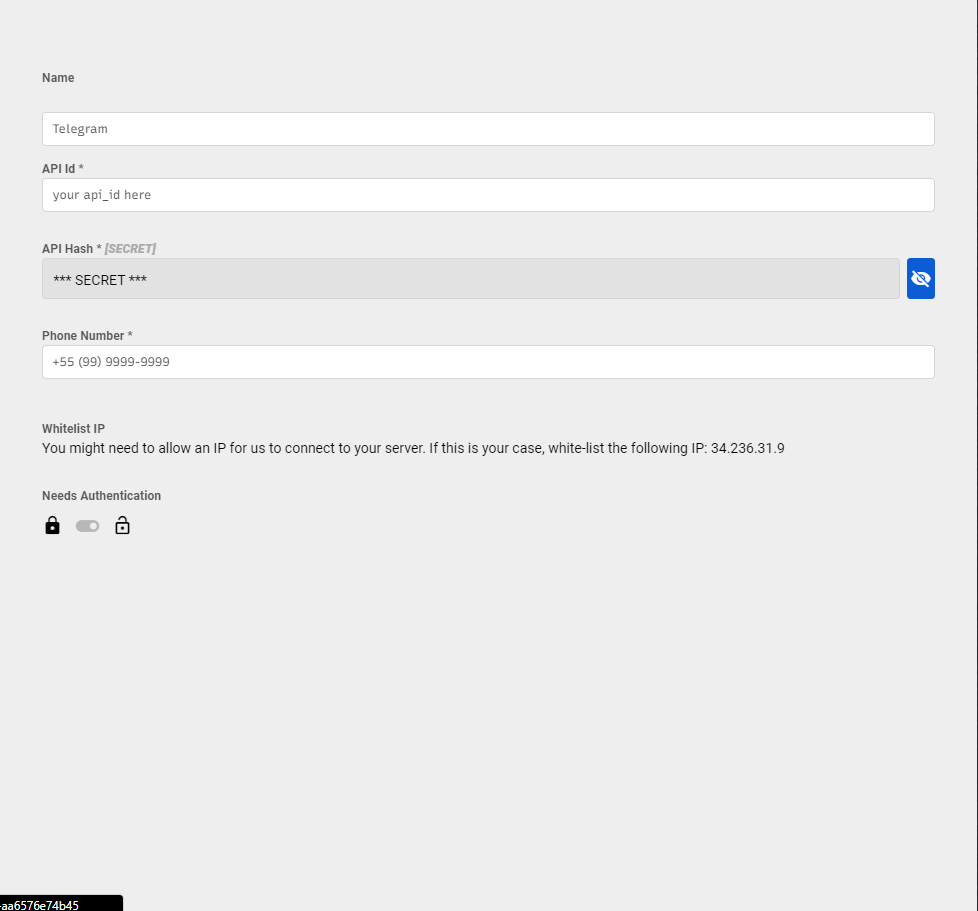 Name
Telegram
API Id *
your api_id here
API Hash * [SECRET]
*** SECRET ***
Phone Number *
+55 (99) 9999-9999
Whitelist IP
You might need to allow an IP for us to connect to your server. If this is your case, white-list the following IP: 34.236.31.9
Needs Authentication
-aa6576e74b45